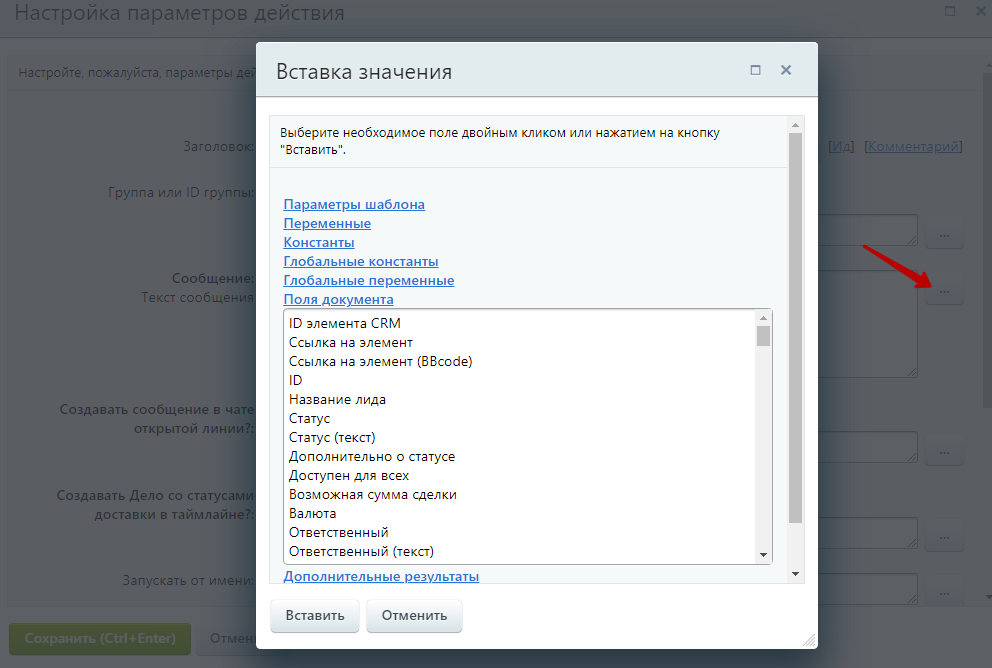 Настройка параметров действия
Настройте, пожалуйста, параметры дей
Заголовок:
[Ид] [Комментарий]
Группа или ID группы:
...
Сообщение:
Текст сообщения
...
Создавать сообщение в чате
открытой линии?:
...
Создавать Дело со статусами
доставки в таймлайне?:
...
Запускать от имени:
...
Сохранить (Ctrl+Enter)
Отмен
Вставка значения
Выберите необходимое поле двойным кликом или нажатием на кнопку
"Вставить".
Параметры шаблона
Переменные
Константы
Глобальные константы
Глобальные переменные
Поля документа
ID элемента CRM
Ссылка на элемент
Ссылка на элемент (BBcode)
ID
Название лида
Статус
Статус (текст)
Дополнительно о статусе
Доступен для всех
Возможная сумма сделки
Валюта
Ответственный
Ответственный (текст)
Дополнительные результаты
Вставить
Отменить